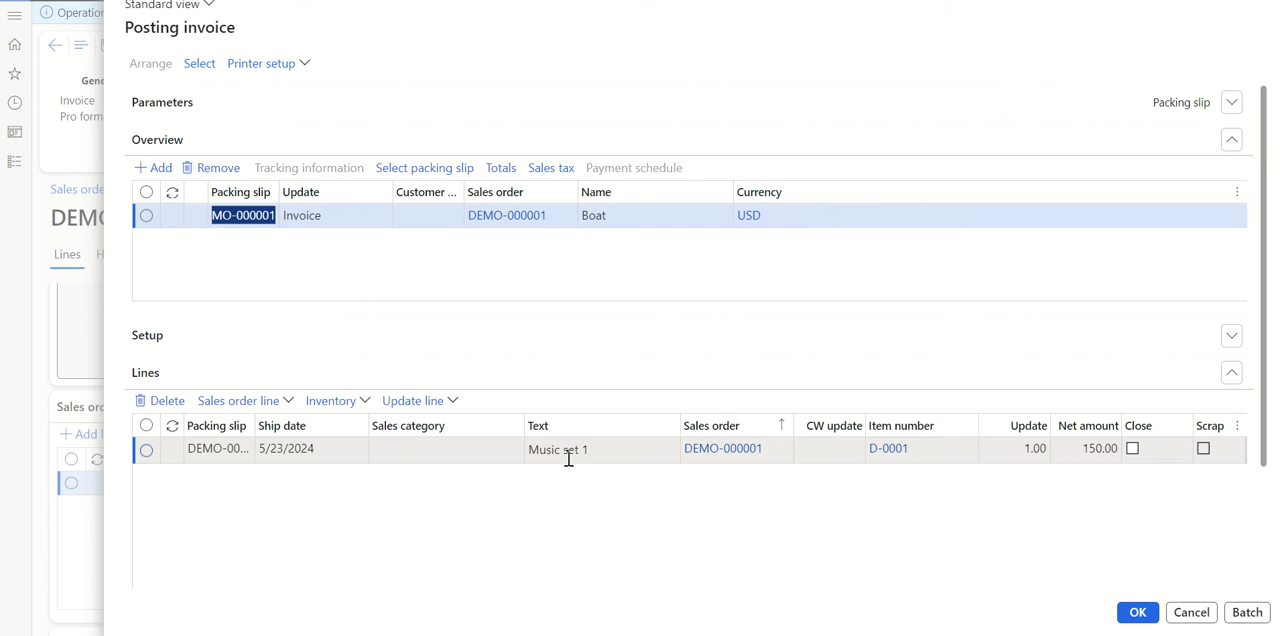 Standard view
Operation
Posting invoice
Arrange Select Printer setup
Gene
Invoice
Pro form
Parameters Packing slip
Overview
+ Add Remove Tracking information Select packing slip Totals Sales tax Payment schedule
Packing slip Update Customer ... Sales order Name Currency
MO-000001 Invoice DEMO-000001 Boat USD
Sales orde
DEMO
Lines H
Setup
Lines
Delete Sales order line Inventory Update line
Packing slip Ship date Sales category Text Sales order CW update Item number Update Net amount Close Scrap
DEMO-00... 5/23/2024 Music set 1 DEMO-000001 D-0001 1.00 150.00
Sales ord
+ Add l
OK Cancel Batch